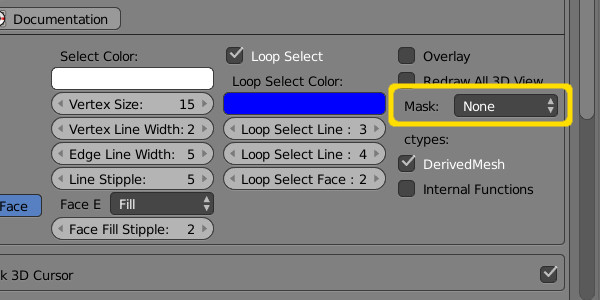 Documentation
Select Color:
Vertex Size: 15
Vertex Line Width: 2
Edge Line Width: 5
Line Stipple: 5
Face
Face E Fill
Face Fill Stipple: 2
Loop Select
Loop Select Color:
Loop Select Line : 3
Loop Select Line : 4
Loop Select Face : 2
Overlay
Redraw All 3D View
Mask: None
ctypes:
DerivedMesh
Internal Functions
k 3D Cursor